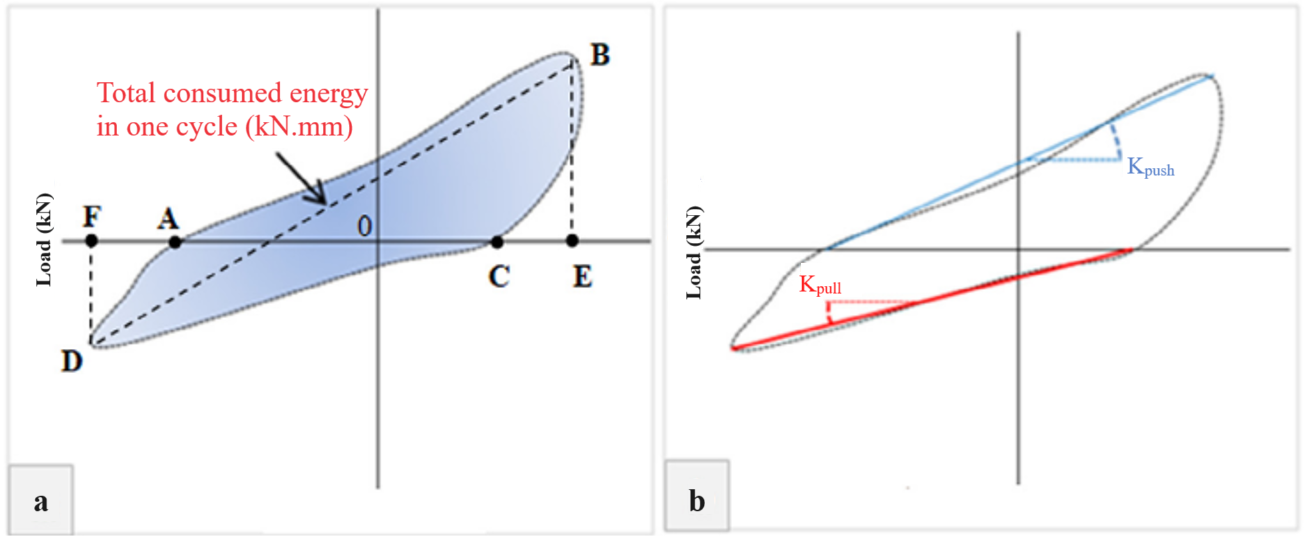 Total consumed energy
in one cycle (kN.mm)
B
F
A
0
Load (kN)
C
E
D
a
Kpush
Load (kN)
Kpull
b